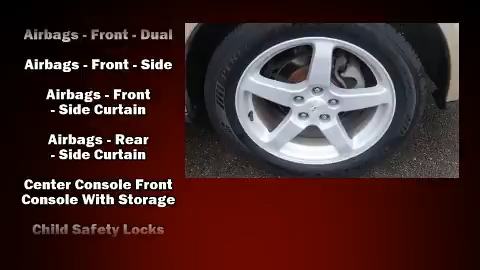 Airbags - Front - Dual
Airbags - Front - Side
Airbags - Front
- Side Curtain
Airbags - Rear
- Side Curtain
Center Console Front
Console With Storage
Child Safety Locks